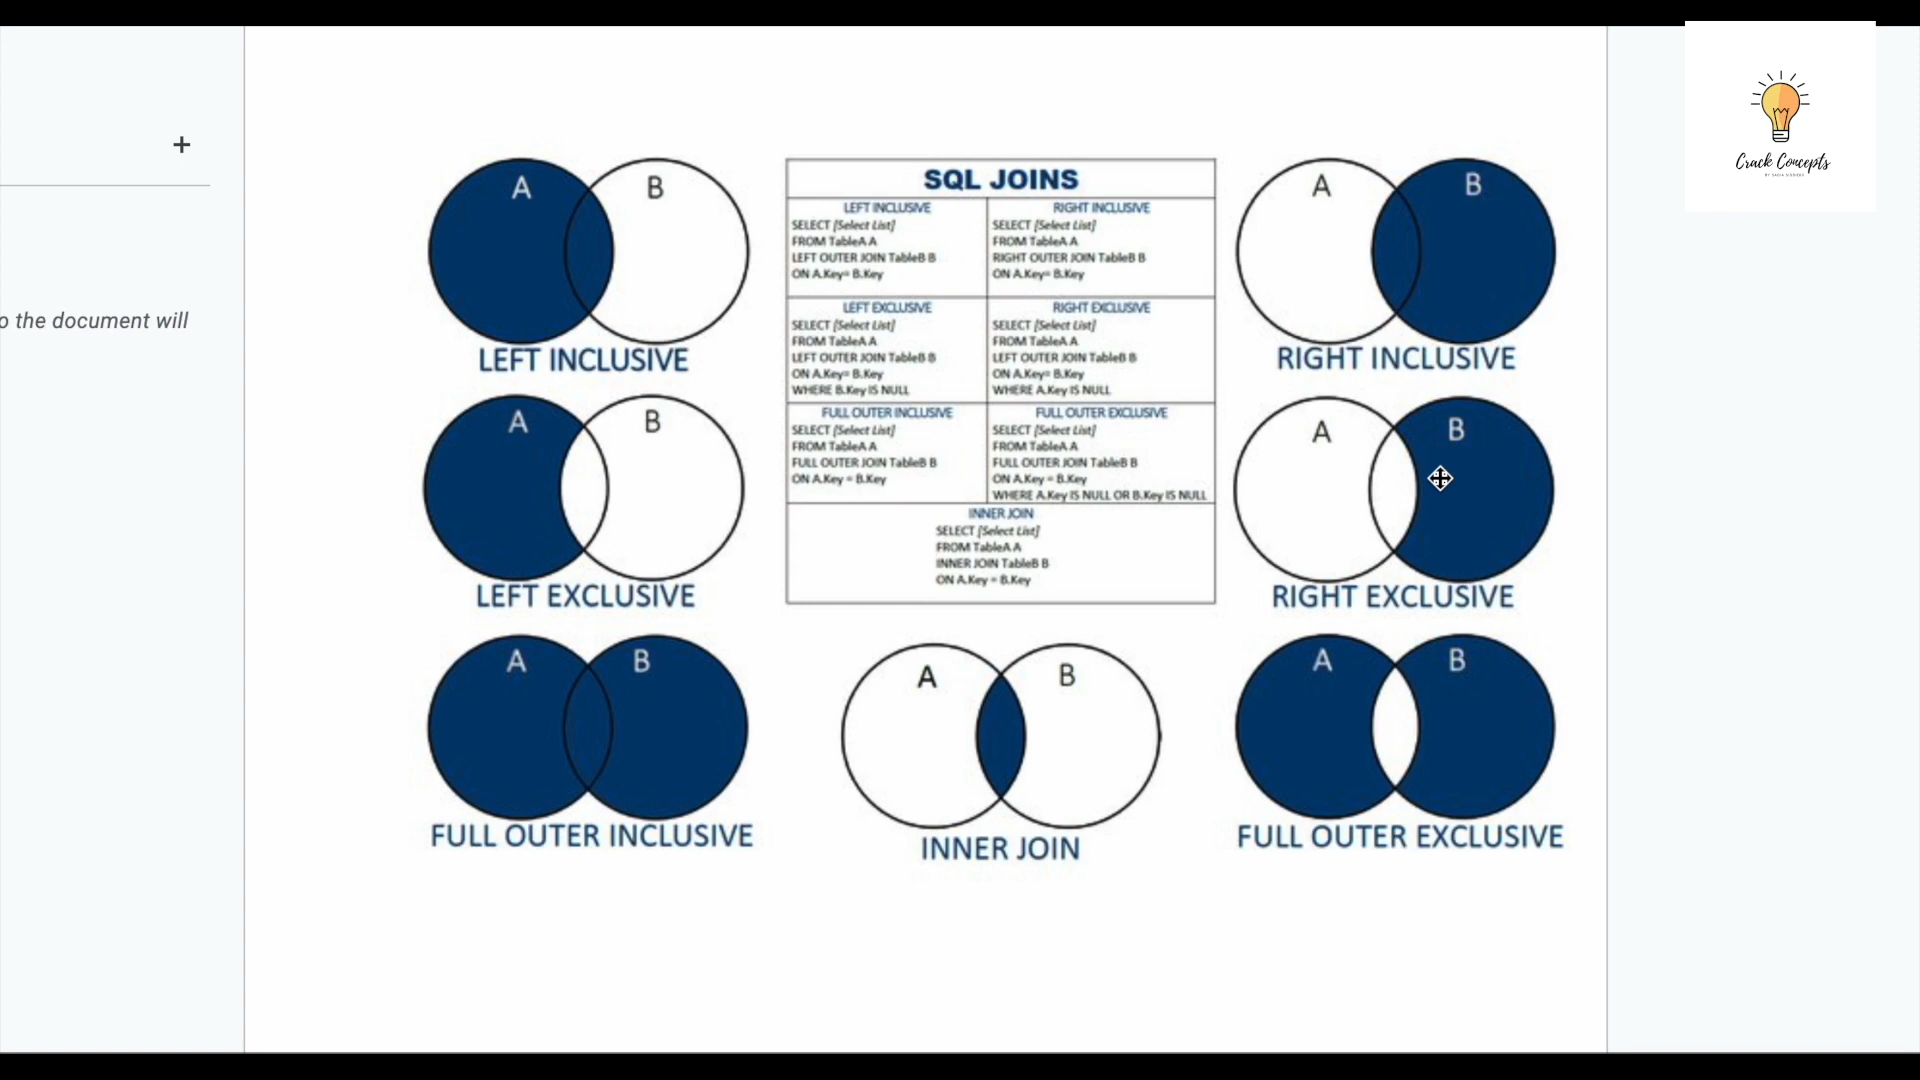 +
o the document will
A
B
LEFT INCLUSIVE
A
B
LEFT EXCLUSIVE
A
B
FULL OUTER INCLUSIVE
SQL JOINS
LEFT INCLUSIVE
SELECT [Select List]
FROM TableA A
LEFT OUTER JOIN TableB B
ON A.Key= B.Key
RIGHT INCLUSIVE
SELECT [Select List]
FROM TableA A
RIGHT OUTER JOIN TableB B
ON A.Key= B.Key
LEFT EXCLUSIVE
SELECT [Select List]
FROM TableA A
LEFT OUTER JOIN TableB B
ON A.Key= B.Key
WHERE B.Key IS NULL
RIGHT EXCLUSIVE
SELECT [Select List]
FROM TableA A
LEFT OUTER JOIN TableB B
ON A.Key= B.Key
WHERE A.Key IS NULL
FULL OUTER INCLUSIVE
SELECT [Select List]
FROM TableA A
FULL OUTER JOIN TableB B
ON A.Key = B.Key
FULL OUTER EXCLUSIVE
SELECT [Select List]
FROM TableA A
FULL OUTER JOIN TableB B
ON A.Key = B.Key
WHERE A.Key IS NULL OR B.Key IS NULL
INNER JOIN
SELECT [Select List]
FROM TableA A
INNER JOIN TableB B
ON A.Key = B.Key
A
B
INNER JOIN
A
B
RIGHT INCLUSIVE
A
B
RIGHT EXCLUSIVE
A
B
FULL OUTER EXCLUSIVE
Crack Concepts